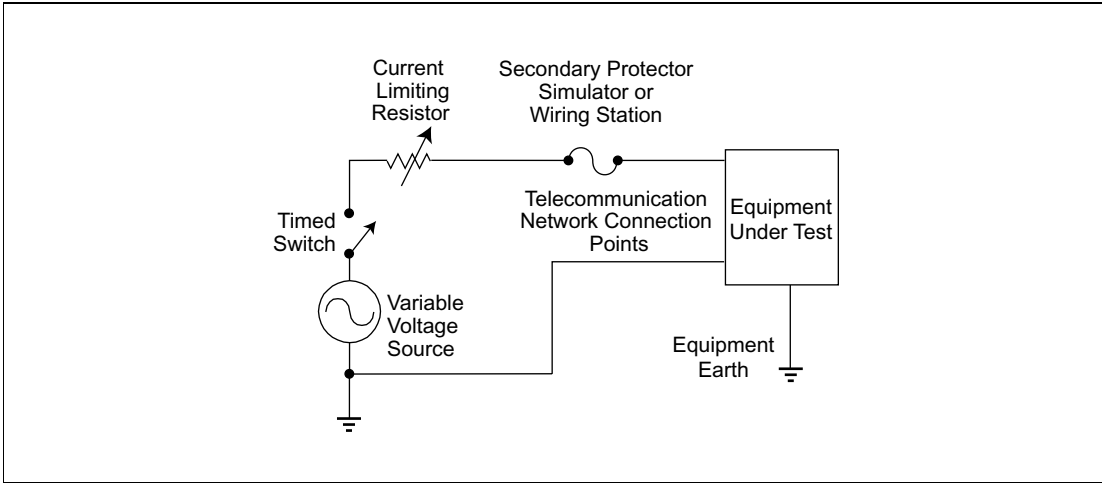 Current
Limiting
Resistor
Secondary Protector
Simulator or
Wiring Station
Timed
Switch
Telecommunication
Network Connection
Points
Equipment
Under Test
Variable
Voltage
Source
Equipment
Earth